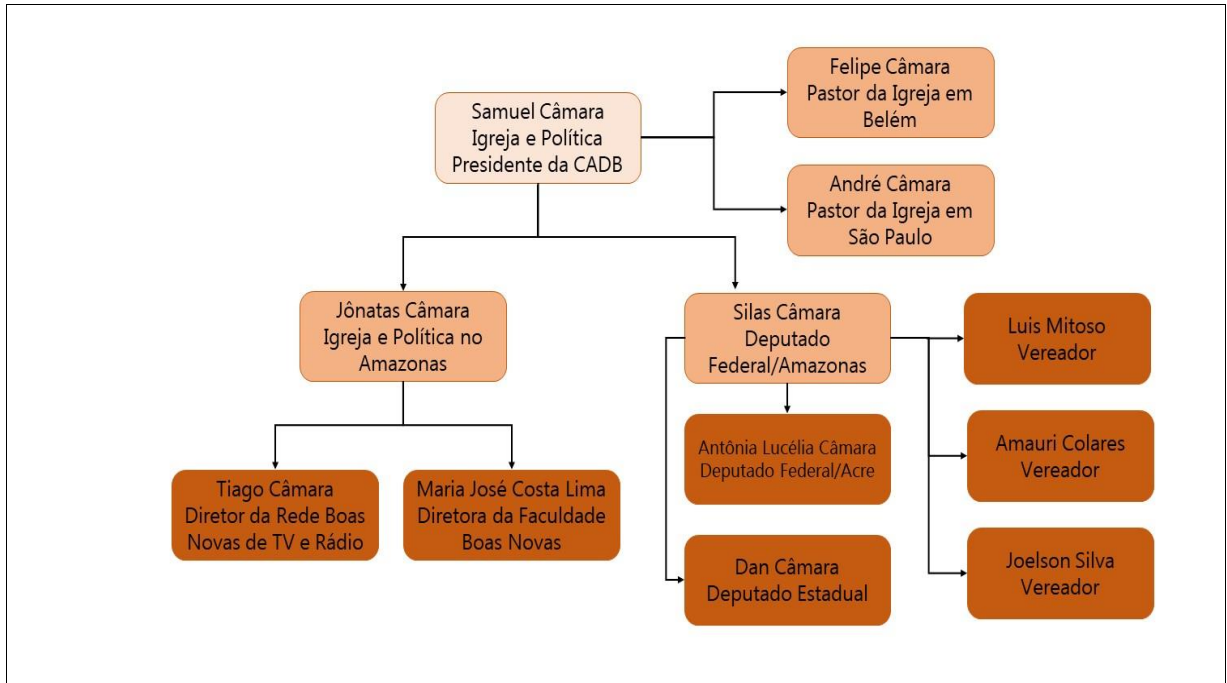 Samuel Câmara
Igreja e Política
Presidente da CADB
Felipe Câmara
Pastor da Igreja em
Belém
André Câmara
Pastor da Igreja em
São Paulo
Jônatas Câmara
Igreja e Política no
Amazonas
Silas Câmara
Deputado
Federal/Amazonas
Tiago Câmara
Diretor da Rede Boas
Novas de TV e Rádio
Maria José Costa Lima
Diretora da Faculdade
Boas Novas
Antônia Lucélia Câmara
Deputado Federal/Acre
Dan Câmara
Deputado Estadual
Luis Mitoso
Vereador
Amauri Colares
Vereador
Joelson Silva
Vereador